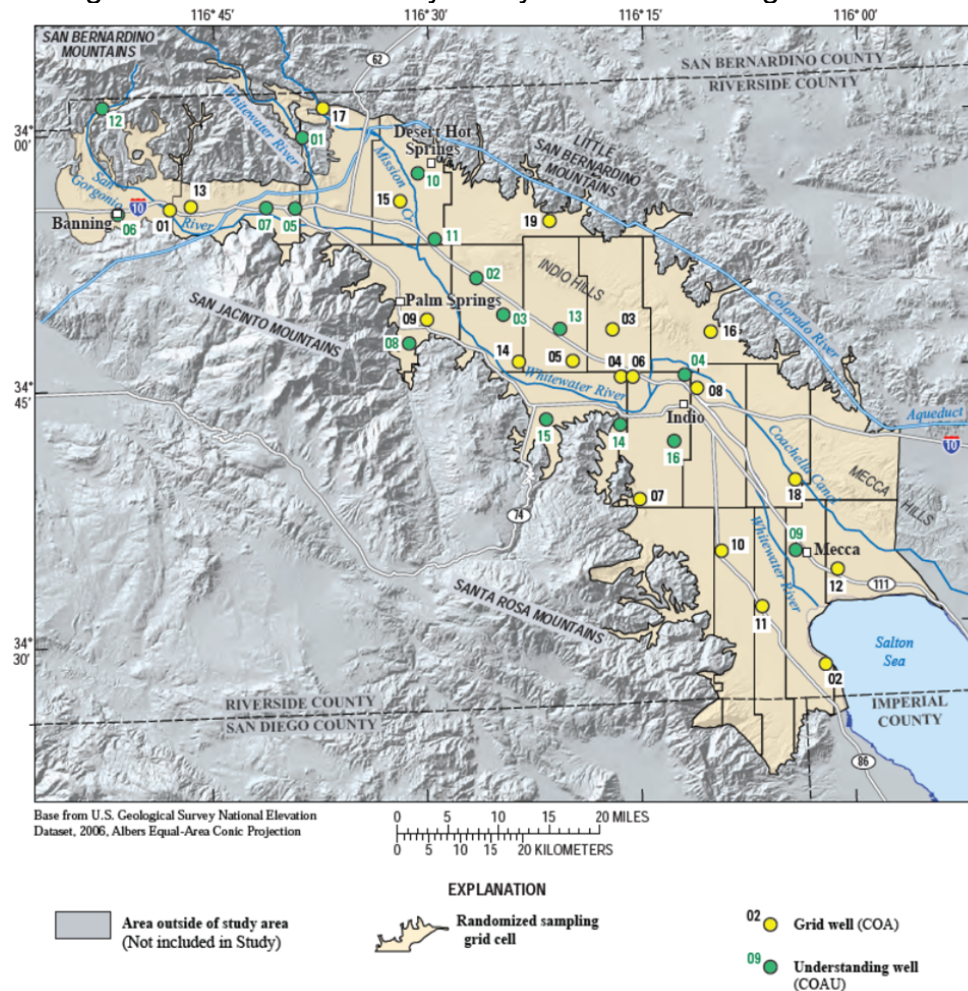 116°45'
116°30'
116°15'
116°00'
SAN BERNARDINO
MOUNTAINS
62
SAN BERNARDINO COUNTY
RIVERSIDE COUNTY
34°
00'
12
17
01
Whitewater River
Desert Hot
Springs
LITTLE
SAN BERNARDINO
MOUNTAINS
Mission
Cr
10
13
15
19
San
Gorgonio
River
10
Banning
06
01
07
05
11
02
INDIO HILLS
Colorado River
SAN JACINTO MOUNTAINS
Palm Springs
09
03
13
03
16
08
14
05
04
06
04
08
34°
45'
Whitewater River
Indio
Aqueduct
10
15
14
16
Coachella Canal
MECCA
HILLS
07
18
74
09
Mecca
10
Whitewater River
12
111
SANTA ROSA MOUNTAINS
11
34°
30'
Salton
Sea
02
RIVERSIDE COUNTY
SAN DIEGO COUNTY
IMPERIAL
COUNTY
86
Base from U.S. Geological Survey National Elevation
Dataset, 2006, Albers Equal-Area Conic Projection
0 5 10 15 20 MILES
0 5 10 15 20 KILOMETERS
EXPLANATION
Area outside of study area
(Not included in Study)
Randomized sampling
grid cell
02 Grid well (COA)
09 Understanding well
(COAU)